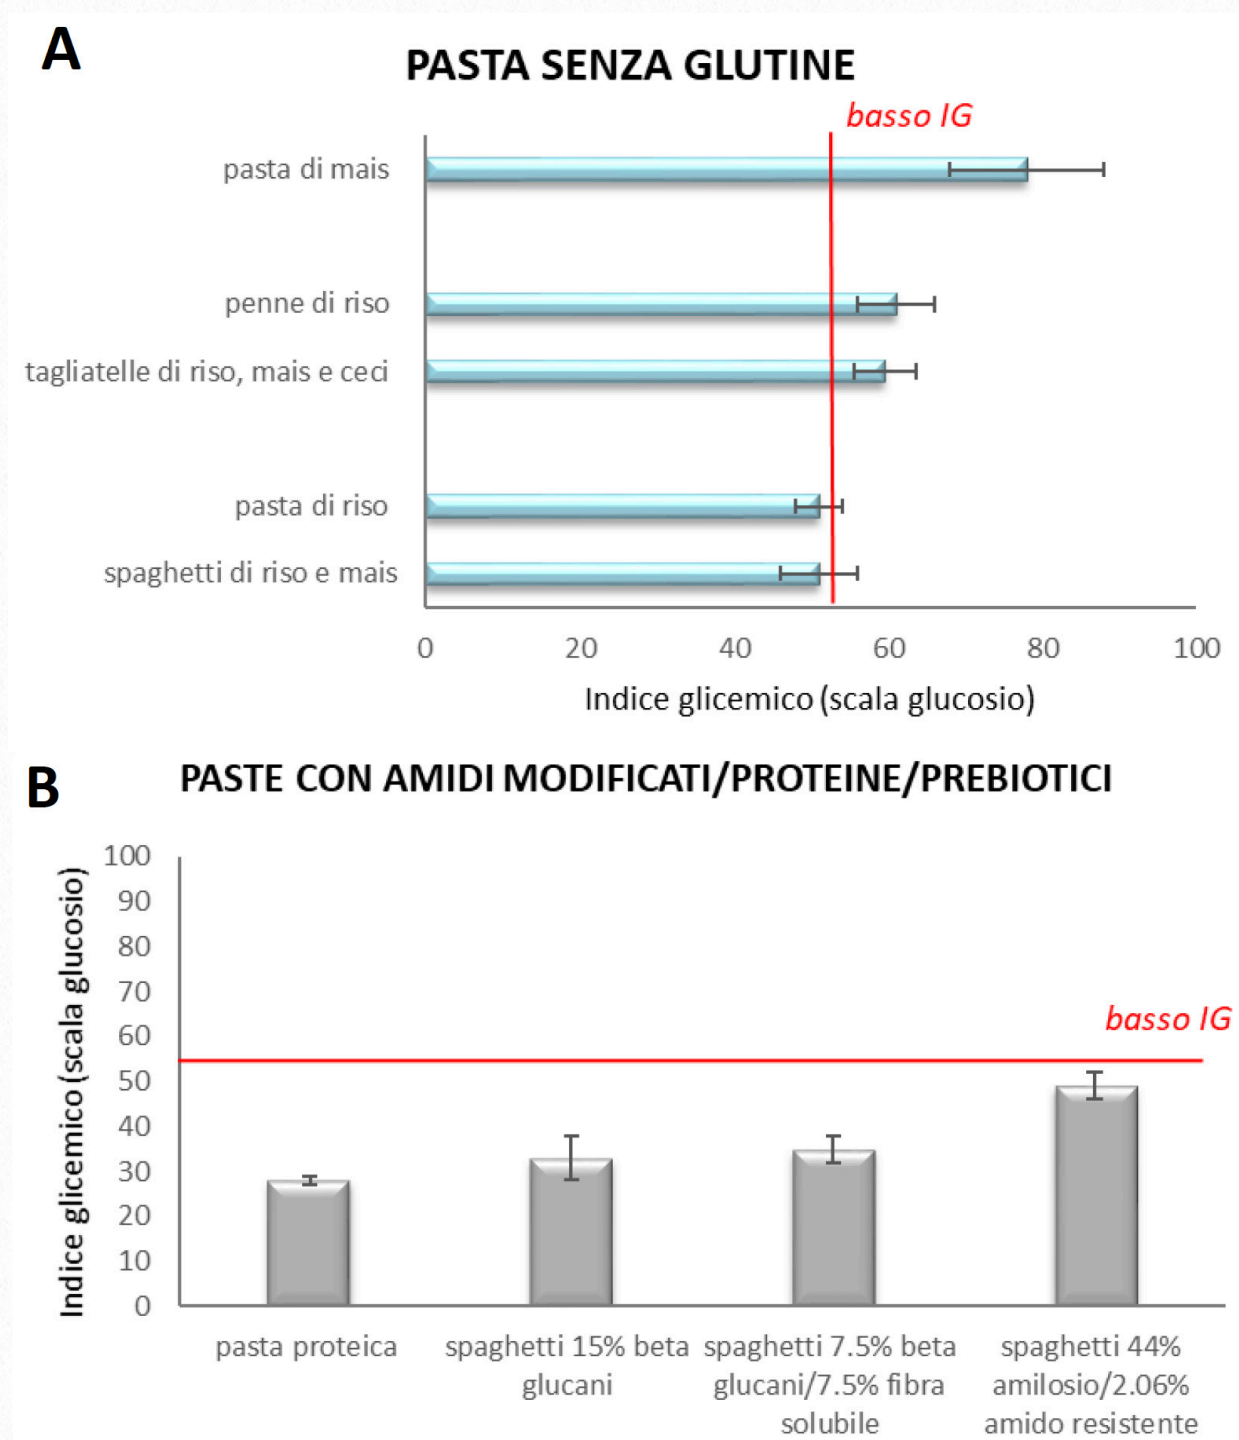 A
PASTA SENZA GLUTINE
basso IG
pasta di mais
penne di riso
tagliatelle di riso, mais e ceci
pasta di riso
spaghetti di riso e mais
0 20 40 60 80 100
Indice glicemico (scala glucosio)
B
PASTE CON AMIDI MODIFICATI/PROTEINE/PREBIOTICI
Indice glicemico (scala glucosio)
100
90
80
70
60
50
40
30
20
10
0
basso IG
pasta proteica
spaghetti 15% beta
glucani
spaghetti 7.5% beta
glucani/7.5% fibra
solubile
spaghetti 44%
amilosio/2.06%
amido resistente